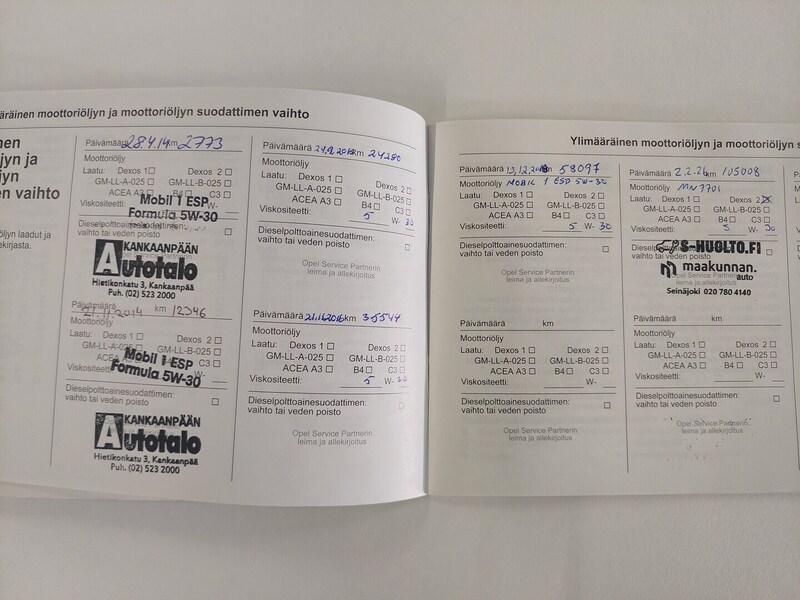 ääräinen moottoriöljyn ja moottoriöljyn suodattimen vaihto
nen
ljyn ja
ljyn
en vaihto
öljyn laadut ja
ekirjasta.
Päivämäärä 28.4.14 km 2773
Moottoriöljy
Laatu: Dexos 1 ☐ Dexos 2 ☐
GM-LL-A-025 ☐ GM-LL-B-025 ☐
ACEA A3 ☐
Viskositeetti: W-
Mobil 1 ESP
Formula 5W-30
Dieselpolttoainesuodattimen:
vaihto tai veden poisto ☐
KANKAANPÄÄN
Autotalo
Hietikonkatu 3, Kankaanpää
Puh. (02) 523 2000
Päivämäärä 21.11.2014 km 12346
Moottoriöljy
Laatu: Dexos 1 ☐ Dexos 2 ☐
GM-LL-A-025 ☐ GM-LL-B-025 ☐
ACEA A3 C3 ☐
Viskositeetti: W-
Mobil 1 ESP
Formula 5W-30
Dieselpolttoainesuodattimen:
vaihto tai veden poisto ☐
KANKAANPÄÄN
Autotalo
Hietikonkatu 3, Kankaanpää
Puh. (02) 523 2000
Päivämäärä km 24280
Moottoriöljy
Laatu: Dexos 1 ☐ Dexos 2 ☐
GM-LL-A-025 ☐ GM-LL-B-025 ☐
ACEA A3 ☐ B4 ☐ C3 ☐
Viskositeetti: 5 W- 30
Dieselpolttoainesuodattimen:
vaihto tai veden poisto ☐
Opel Service Partnerin
leima ja allekirjoitus
Päivämäärä 21.11.2016 km 35544
Moottoriöljy
Laatu: Dexos 1 ☐ Dexos 2 ☐
GM-LL-A-025 ☐ GM-LL-B-025 ☐
ACEA A3 ☐ B4 ☐ C3 ☐
Viskositeetti: 5 W- 30
Dieselpolttoainesuodattimen:
vaihto tai veden poisto ☐
Opel Service Partnerin
leima ja allekirjoitus
Ylimääräinen moottoriöljyn ja moottoriöljyn s
Päivämäärä km 58097
Moottoriöljy MOBIL 1 ESP 5W-30
Laatu: Dexos 1 ☐ Dexos 2 ☐
GM-LL-A-025 ☐ GM-LL-B-025 ☐
ACEA A3 ☐ B4 ☐ C3 ☐
Viskositeetti: 5 W- 30
Dieselpolttoainesuodattimen:
vaihto tai veden poisto ☐
Opel Service Partnerin
leima ja allekirjoitus
Päivämäärä km
Moottoriöljy
Laatu: Dexos 1 ☐ Dexos 2 ☐
GM-LL-A-025 ☐ GM-LL-B-025 ☐
ACEA A3 ☐ B4 ☐ C3 ☐
Viskositeetti: W-
Dieselpolttoainesuodattimen:
vaihto tai veden poisto ☐
Opel Service Partnerin
leima ja allekirjoitus
Päivämäärä km 105008
Moottoriöljy MN7701
Laatu: Dexos 1 ☐ Dexos 2 ☒
GM-LL-A-025 ☐ GM-LL-B-025 ☐
ACEA A3 ☐ B4 ☐ C3 ☐
Viskositeetti: 5 W- 30
vaihto tai veden poisto ☐
S-HUOLTO.FI
maakunnan.
auto
Seinäjoki 020 780 4140
Päivämäärä km
Moottoriöljy
Laatu: Dexos 1 ☐ Dexos 2 ☐
GM-LL-A-025 ☐ GM-LL-B-025 ☐
ACEA A3 ☐ B4 ☐ C3 ☐
Viskositeetti: W-
Dieselpolttoainesuodattimen:
vaihto tai veden poisto ☐
Opel Service Partnerin
leima ja allekirjoitus